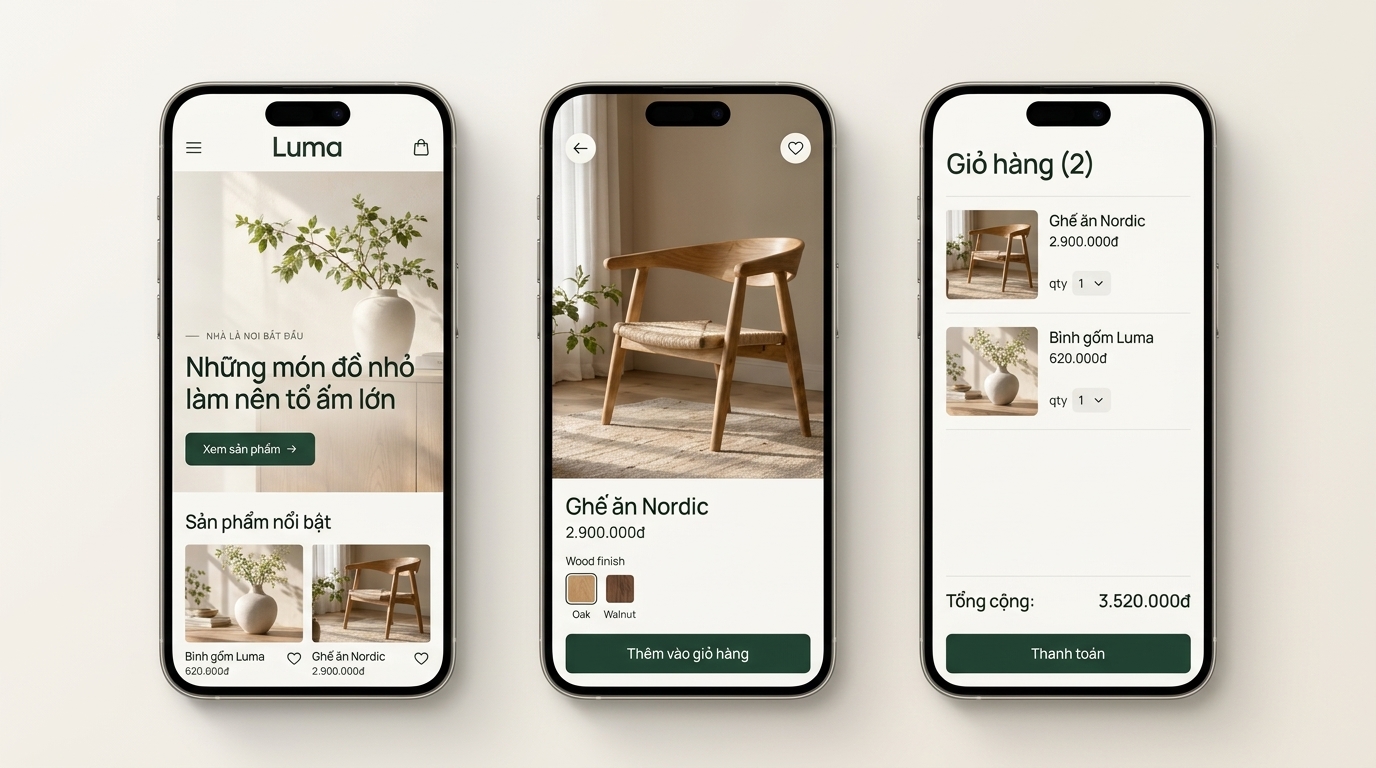 Luma
NHÀ LÀ NƠI BẮT ĐẦU
Những món đồ nhỏ
làm nên tổ ấm lớn
Xem sản phẩm →
Sản phẩm nổi bật
Bình gốm Luma
620.000đ
Ghế ăn Nordic
2.900.000đ
Ghế ăn Nordic
2.900.000đ
Wood finish
Oak
Walnut
Thêm vào giỏ hàng
Giỏ hàng (2)
Ghế ăn Nordic
2.900.000đ
qty 1
Bình gốm Luma
620.000đ
qty 1
Tổng cộng: 3.520.000đ
Thanh toán